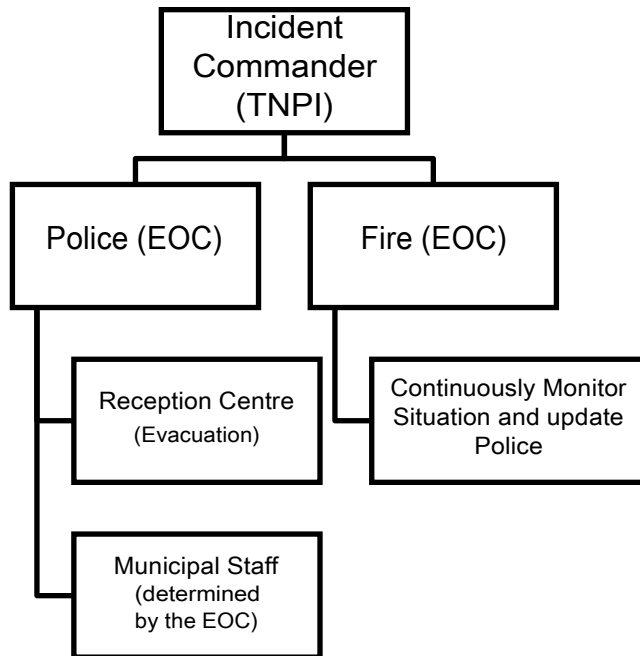 Incident
Commander
(TNPI)
Police (EOC)
Fire (EOC)
Reception Centre
(Evacuation)
Continuously Monitor
Situation and update
Police
Municipal Staff
(determined
by the EOC)